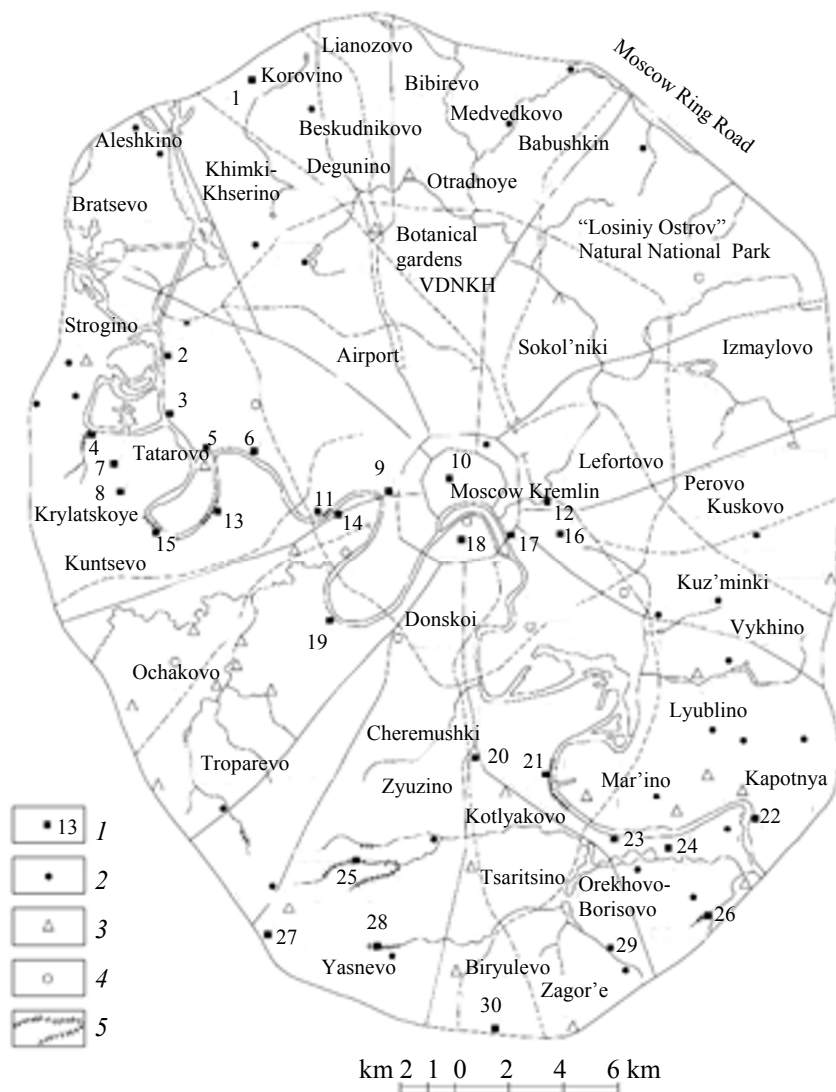 Lianozovo
Moscow Ring Road
Korovino
Bibirevo
1
Medvedkovo
Beskudnikovo
Aleshkino
Babushkin
Khimki-
Khserino
Degunino
Otradnoye
Bratsevo
“Losiniy Ostrov”
Natural National Park
Botanical
gardens
VDNKH
Strogino
Airport
Sokol’niki
Izmaylovo
2
3
4
Tatarovo
5
6
7
8
9
10
Lefortovo
Moscow Kremlin
Perovo
Kuskovo
Krylatskoye
11
12
13
14
15
16
17
18
Kuntsevo
Kuz’minki
Vykhino
Donskoi
19
Ochakovo
Lyublino
Cheremushki
20
21
Troparevo
Zyuzino
Mar’ino
Kapotnya
Kotlyakovo
22
23
24
25
Tsaritsino
Orekhovo-
Borisovo
26
27
28
29
Yasnevo
Biryulevo
Zagor’e
30
13 1
2
3
4
5
km 2 1 0 2 4 6 km